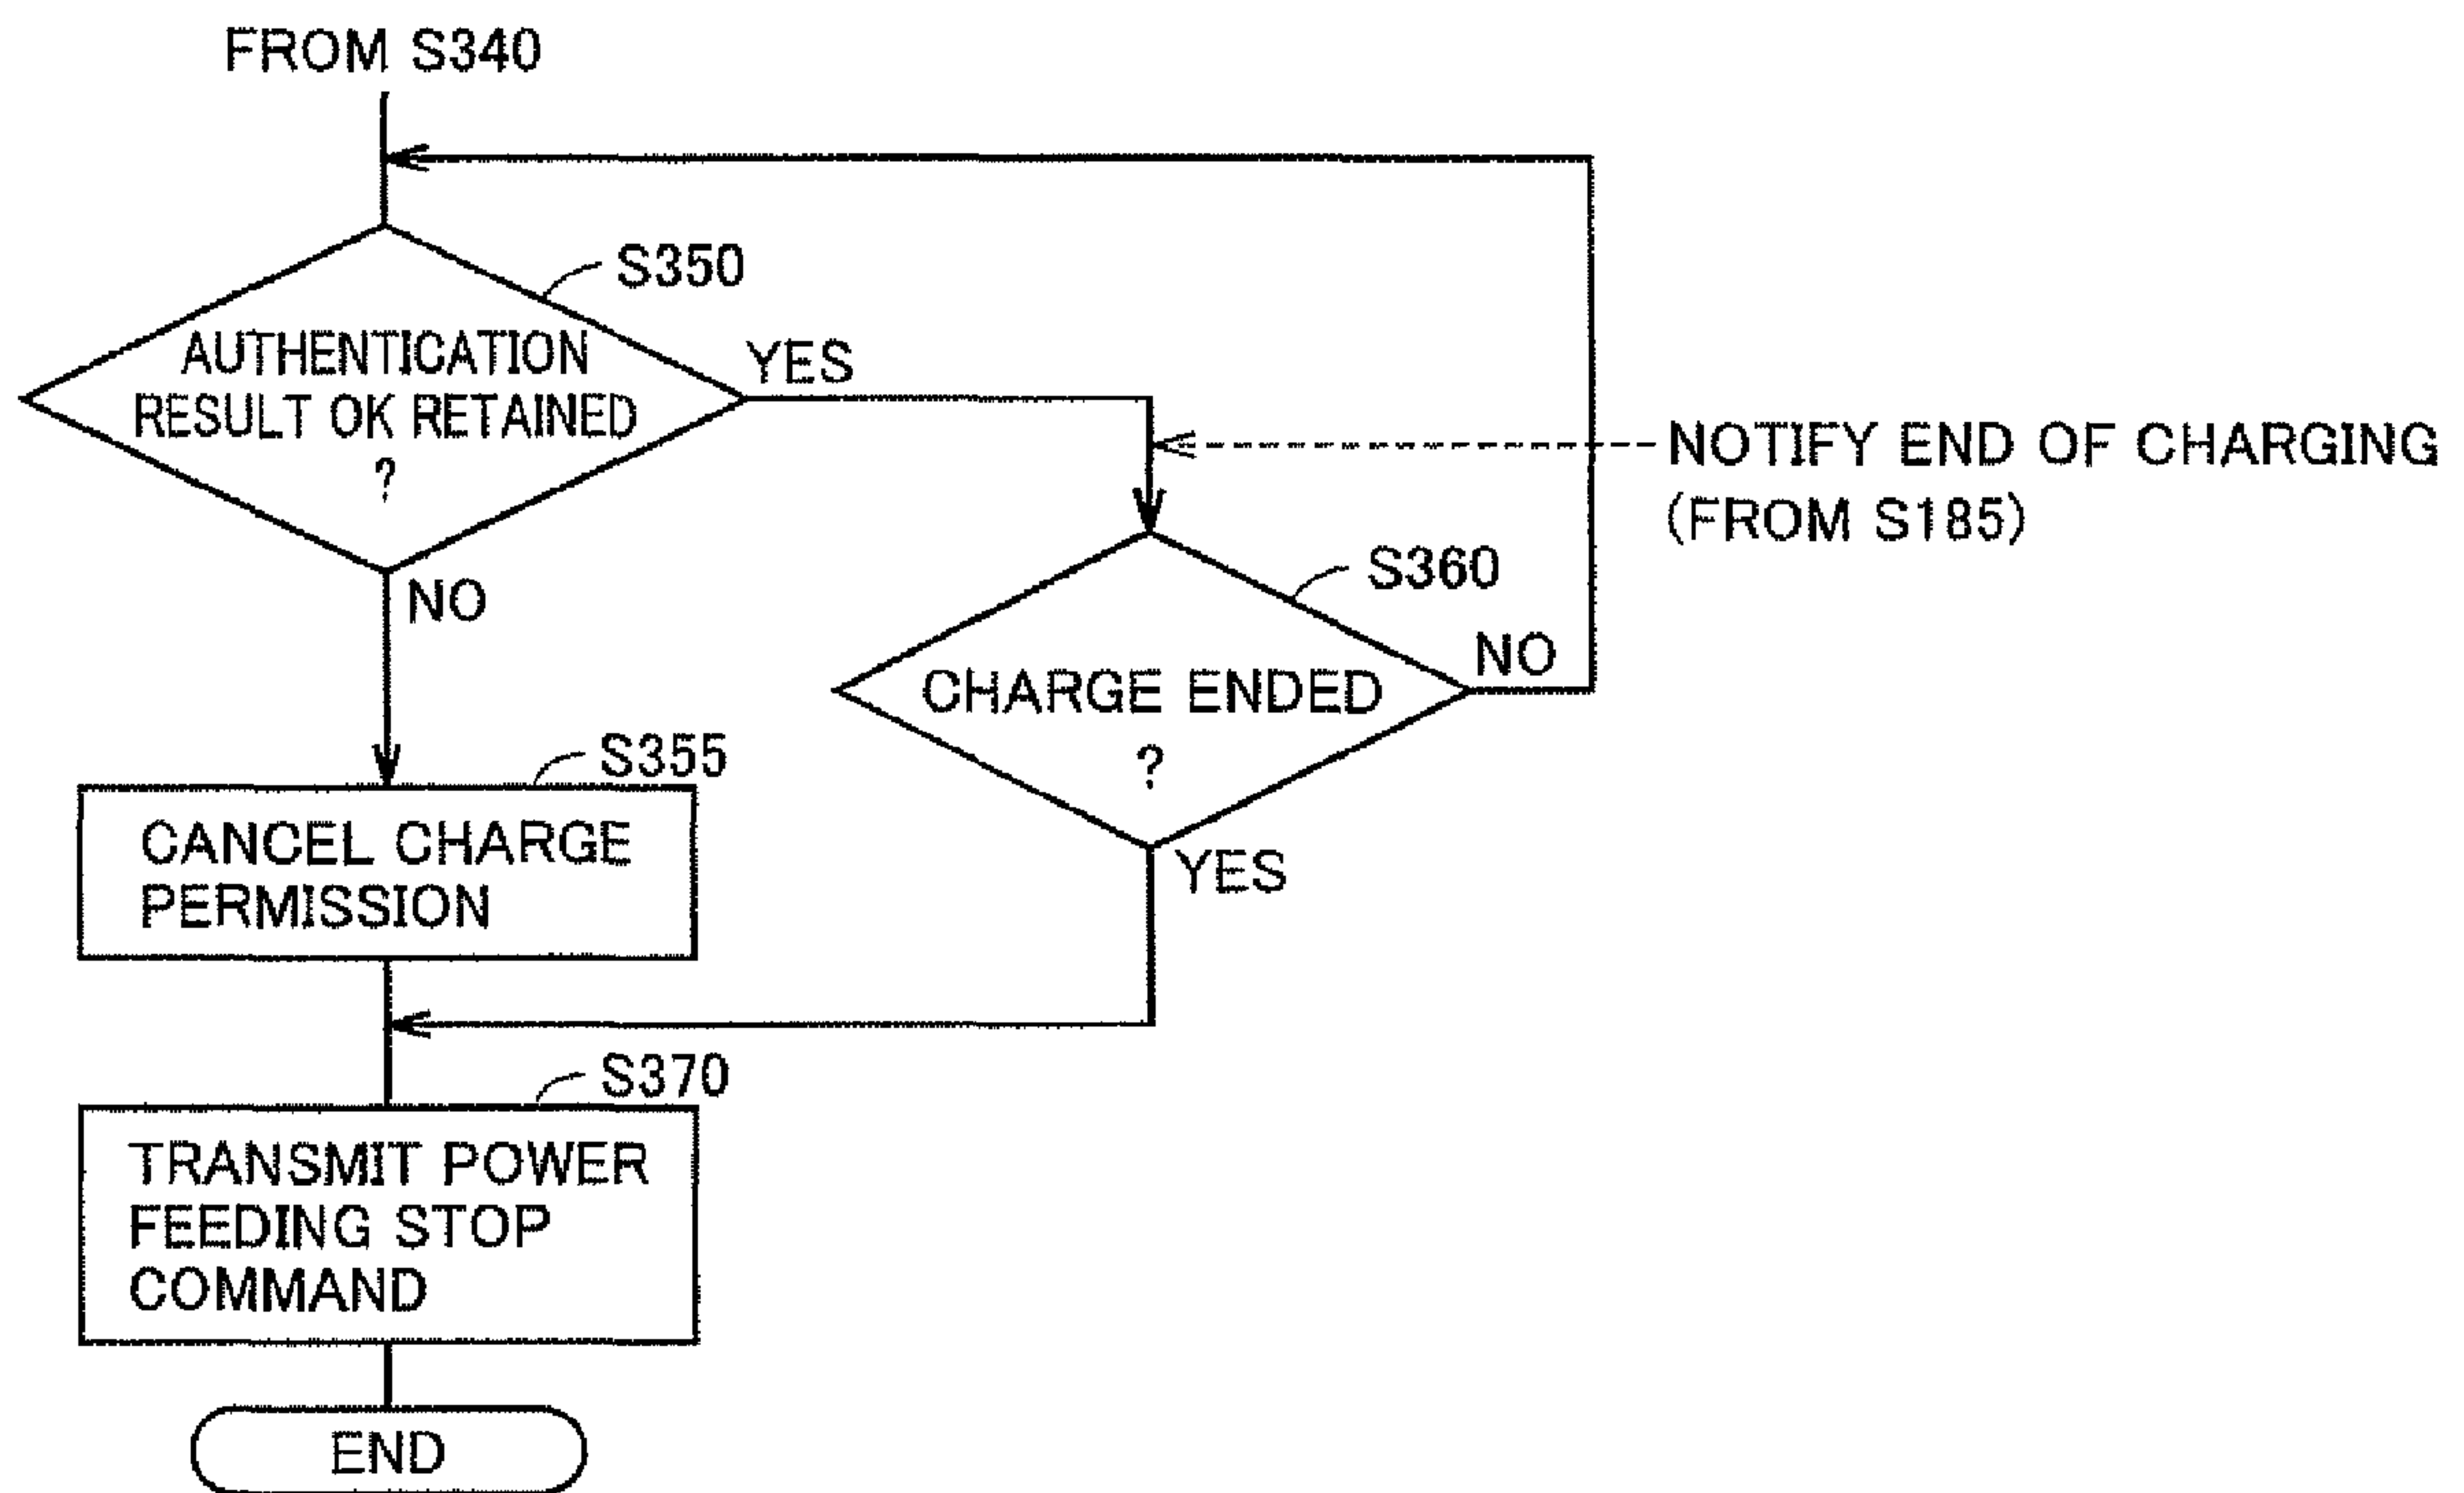 FROM S340
S350
AUTHENTICATION
RESULT OK RETAINED
?
YES
NO
NOTIFY END OF CHARGING
(FROM S185)
S360
CHARGE ENDED
?
NO
YES
S355
CANCEL CHARGE
PERMISSION
S370
TRANSMIT POWER
FEEDING STOP
COMMAND
END